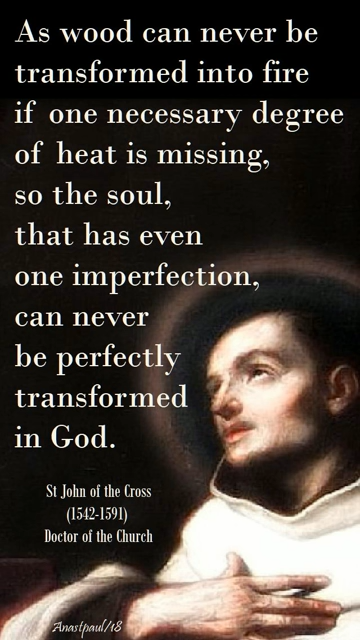 As wood can never be
transformed into fire
if one necessary degree
of heat is missing,
so the soul,
that has even
one imperfection,
can never
be perfectly
transformed
in God.
St John of the Cross
(1542-1591)
Doctor of the Church
Anastpaul/18